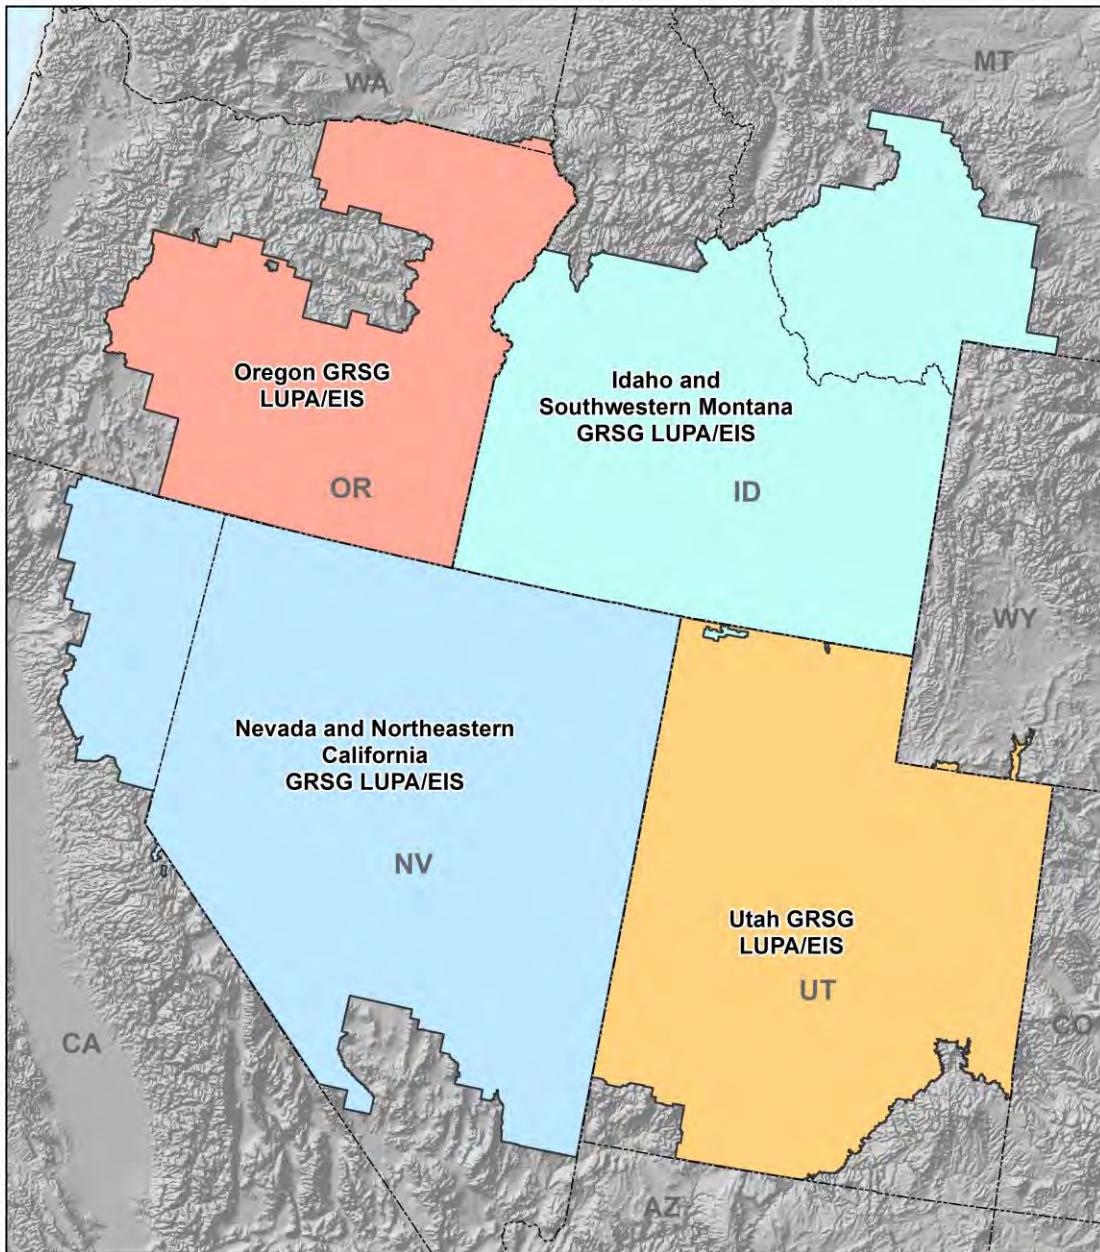 MT
WA
Oregon GRSG
LUPA/EIS
Idaho and
Southwestern Montana
GRSG LUPA/EIS
OR
ID
WY
Nevada and Northeastern
California
GRSG LUPA/EIS
NV
Utah GRSG
LUPA/EIS
UT
CO
CA
AZ